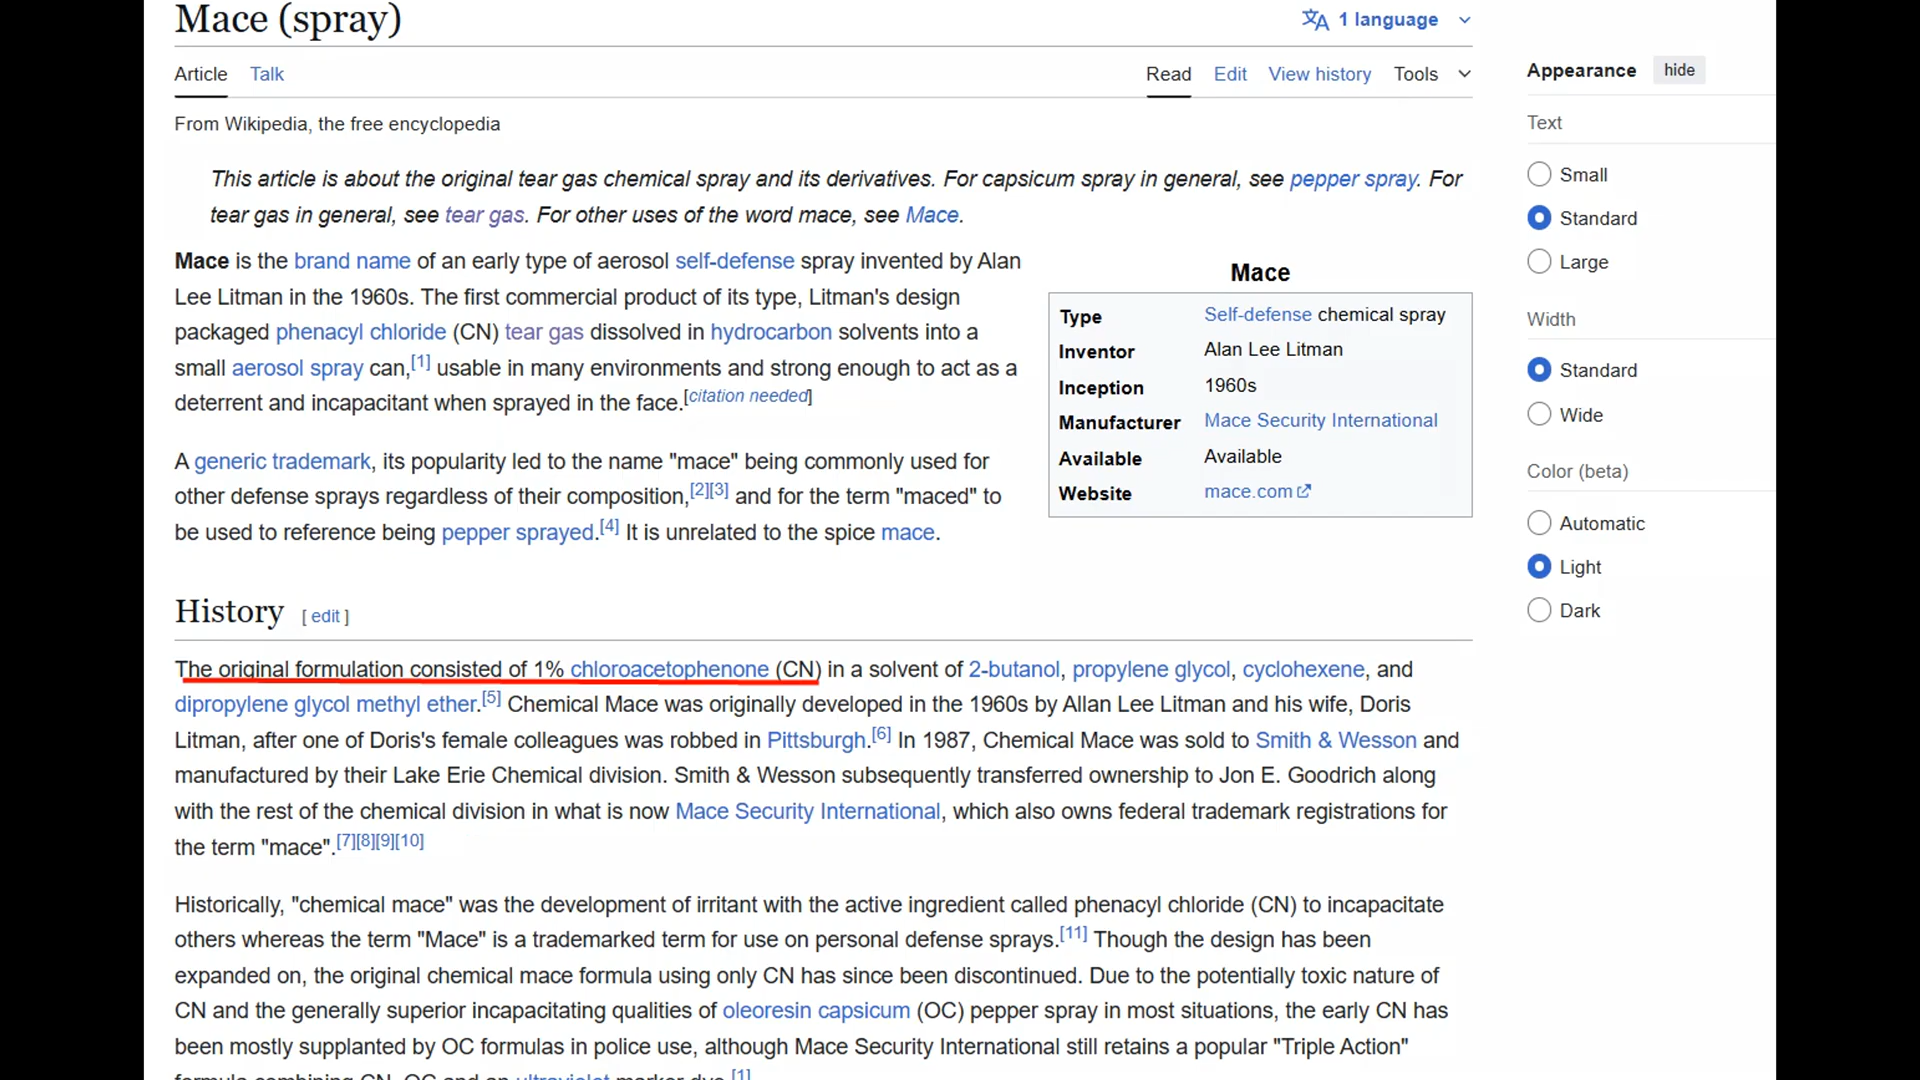 Mace (spray)
1 language
Article Talk
Read Edit View history Tools
From Wikipedia, the free encyclopedia
This article is about the original tear gas chemical spray and its derivatives. For capsicum spray in general, see pepper spray. For
tear gas in general, see tear gas. For other uses of the word mace, see Mace.
Mace is the brand name of an early type of aerosol self-defense spray invented by Alan
Lee Litman in the 1960s. The first commercial product of its type, Litman's design
packaged phenacyl chloride (CN) tear gas dissolved in hydrocarbon solvents into a
small aerosol spray can,[1] usable in many environments and strong enough to act as a
deterrent and incapacitant when sprayed in the face.[citation needed]
A generic trademark, its popularity led to the name "mace" being commonly used for
other defense sprays regardless of their composition,[2][3] and for the term "maced" to
be used to reference being pepper sprayed.[4] It is unrelated to the spice mace.
Mace
Type Self-defense chemical spray
Inventor Alan Lee Litman
Inception 1960s
Manufacturer Mace Security International
Available Available
Website mace.com
History [ edit ]
The original formulation consisted of 1% chloroacetophenone (CN) in a solvent of 2-butanol, propylene glycol, cyclohexene, and
dipropylene glycol methyl ether.[5] Chemical Mace was originally developed in the 1960s by Allan Lee Litman and his wife, Doris
Litman, after one of Doris's female colleagues was robbed in Pittsburgh.[6] In 1987, Chemical Mace was sold to Smith & Wesson and
manufactured by their Lake Erie Chemical division. Smith & Wesson subsequently transferred ownership to Jon E. Goodrich along
with the rest of the chemical division in what is now Mace Security International, which also owns federal trademark registrations for
the term "mace".[7][8][9][10]
Historically, "chemical mace" was the development of irritant with the active ingredient called phenacyl chloride (CN) to incapacitate
others whereas the term "Mace" is a trademarked term for use on personal defense sprays.[11] Though the design has been
expanded on, the original chemical mace formula using only CN has since been discontinued. Due to the potentially toxic nature of
CN and the generally superior incapacitating qualities of oleoresin capsicum (OC) pepper spray in most situations, the early CN has
been mostly supplanted by OC formulas in police use, although Mace Security International still retains a popular "Triple Action"
formula combining CN, OC and an ultraviolet marker dye.[1]
Appearance hide
Text
Small
Standard
Large
Width
Standard
Wide
Color (beta)
Automatic
Light
Dark